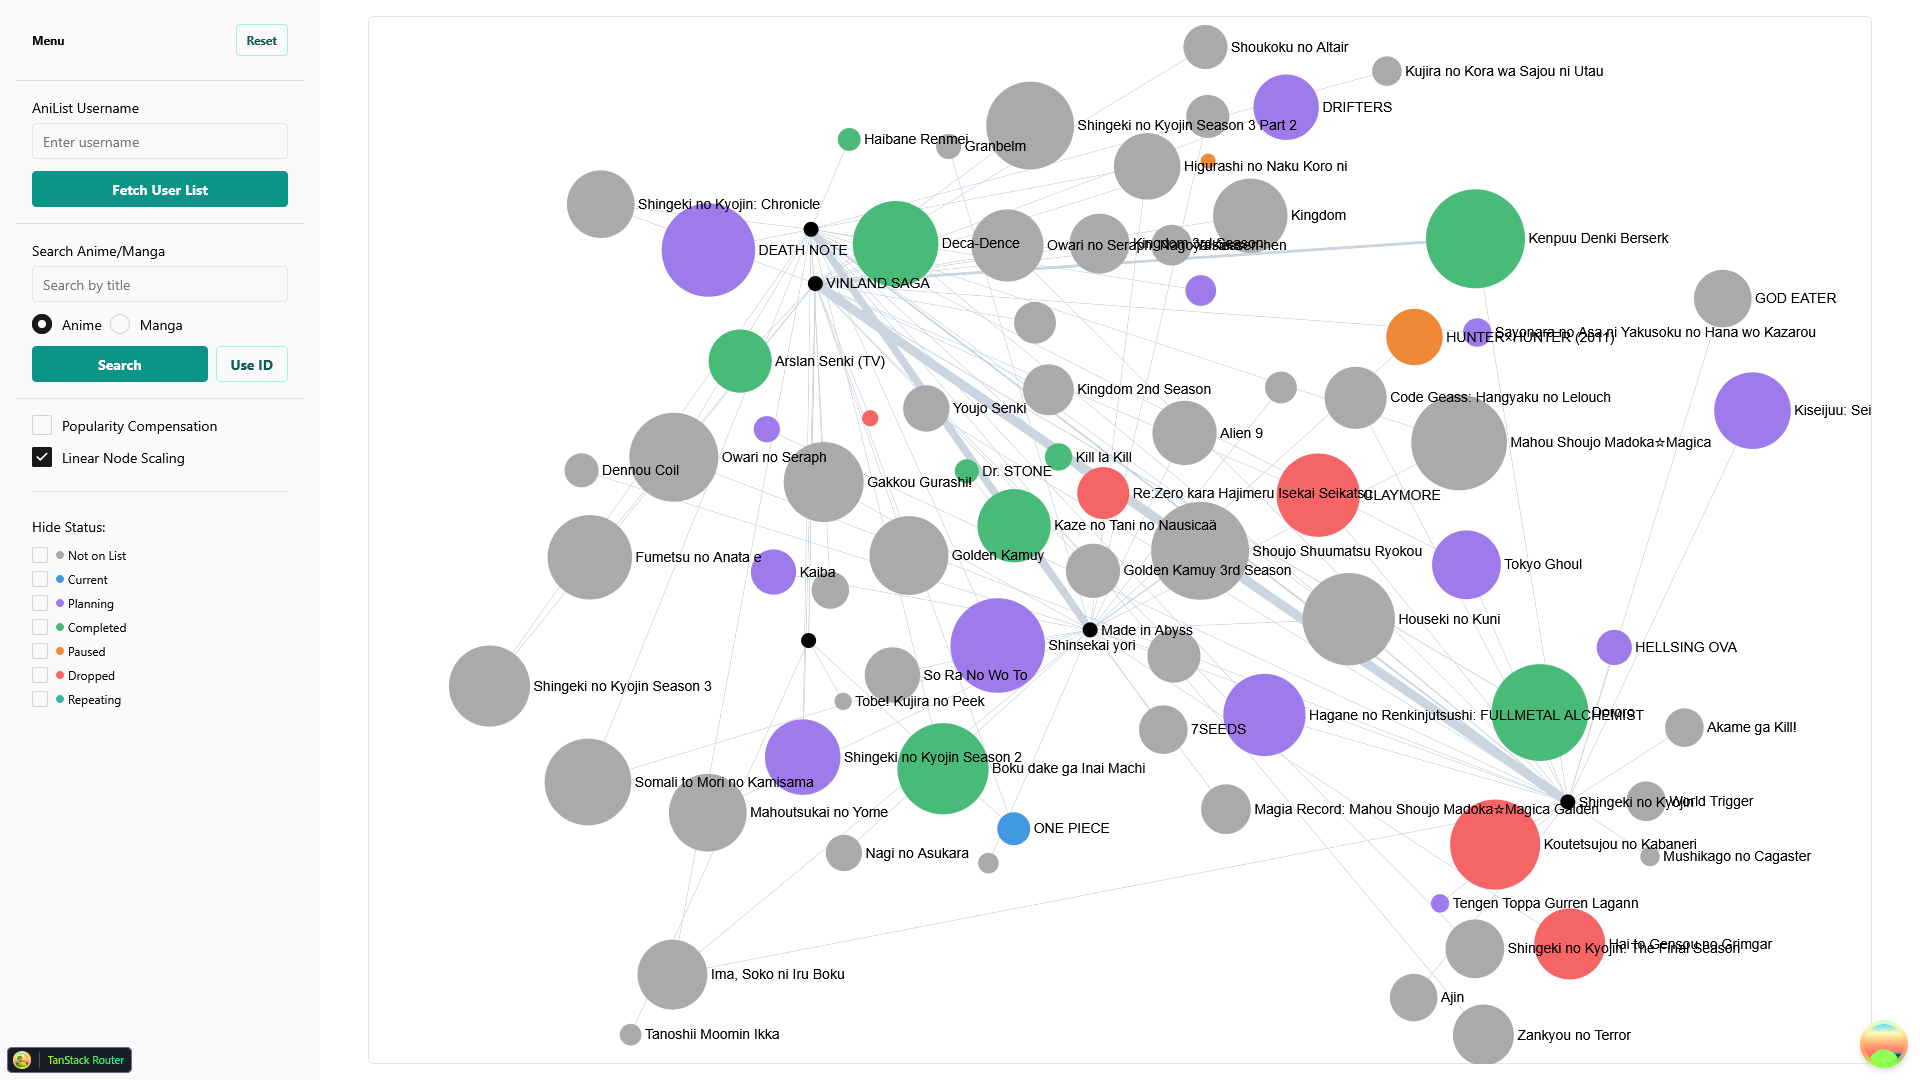 Menu
Reset
AniList Username
Enter username
Fetch User List
Search Anime/Manga
Search by title
Anime
Manga
Search
Use ID
Popularity Compensation
Linear Node Scaling
Hide Status:
Not on List
Current
Planning
Completed
Paused
Dropped
Repeating
TanStack Router
Shoukoku no Altair
Kujira no Kora wa Sajou ni Utau
DRIFTERS
Shingeki no Kyojin Season 3 Part 2
Haibane Renmei
Granbelm
Higurashi no Naku Koro ni
Shingeki no Kyojin: Chronicle
Kingdom
Kenpuu Denki Berserk
Deca-Dence
Owari no Seraph: Nagoya Kessen-hen
Kingdom 3rd Season
DEATH NOTE
VINLAND SAGA
GOD EATER
Sayonara no Asa ni Yakusoku no Hana wo Kazarou
HUNTER×HUNTER (2011)
Arslan Senki (TV)
Kingdom 2nd Season
Code Geass: Hangyaku no Lelouch
Youjo Senki
Kiseijuu: Sei
Alien 9
Mahou Shoujo Madoka☆Magica
Owari no Seraph
Kill la Kill
Dennou Coil
Dr. STONE
Gakkou Gurashi!
Re:Zero kara Hajimeru Isekai Seikatsu
CLAYMORE
Kaze no Tani no Nausicaä
Shoujo Shuumatsu Ryokou
Golden Kamuy
Fumetsu no Anata e
Tokyo Ghoul
Golden Kamuy 3rd Season
Kaiba
Houseki no Kuni
Made in Abyss
Shinsekai yori
HELLSING OVA
So Ra No Wo To
Shingeki no Kyojin Season 3
Tobe! Kujira no Peek
Dororo
Hagane no Renkinjutsushi: FULLMETAL ALCHEMIST
Akame ga Kill!
7SEEDS
Shingeki no Kyojin Season 2
Boku dake ga Inai Machi
Somali to Mori no Kamisama
Shingeki no Kyojin
World Trigger
Magia Record: Mahou Shoujo Madoka☆Magica Gaiden
Mahoutsukai no Yome
ONE PIECE
Koutetsujou no Kabaneri
Nagi no Asukara
Mushikago no Cagaster
Tengen Toppa Gurren Lagann
Hai to Gensou no Grimgar
Shingeki no Kyojin: The Final Season
Ima, Soko ni Iru Boku
Ajin
Tanoshii Moomin Ikka
Zankyou no Terror